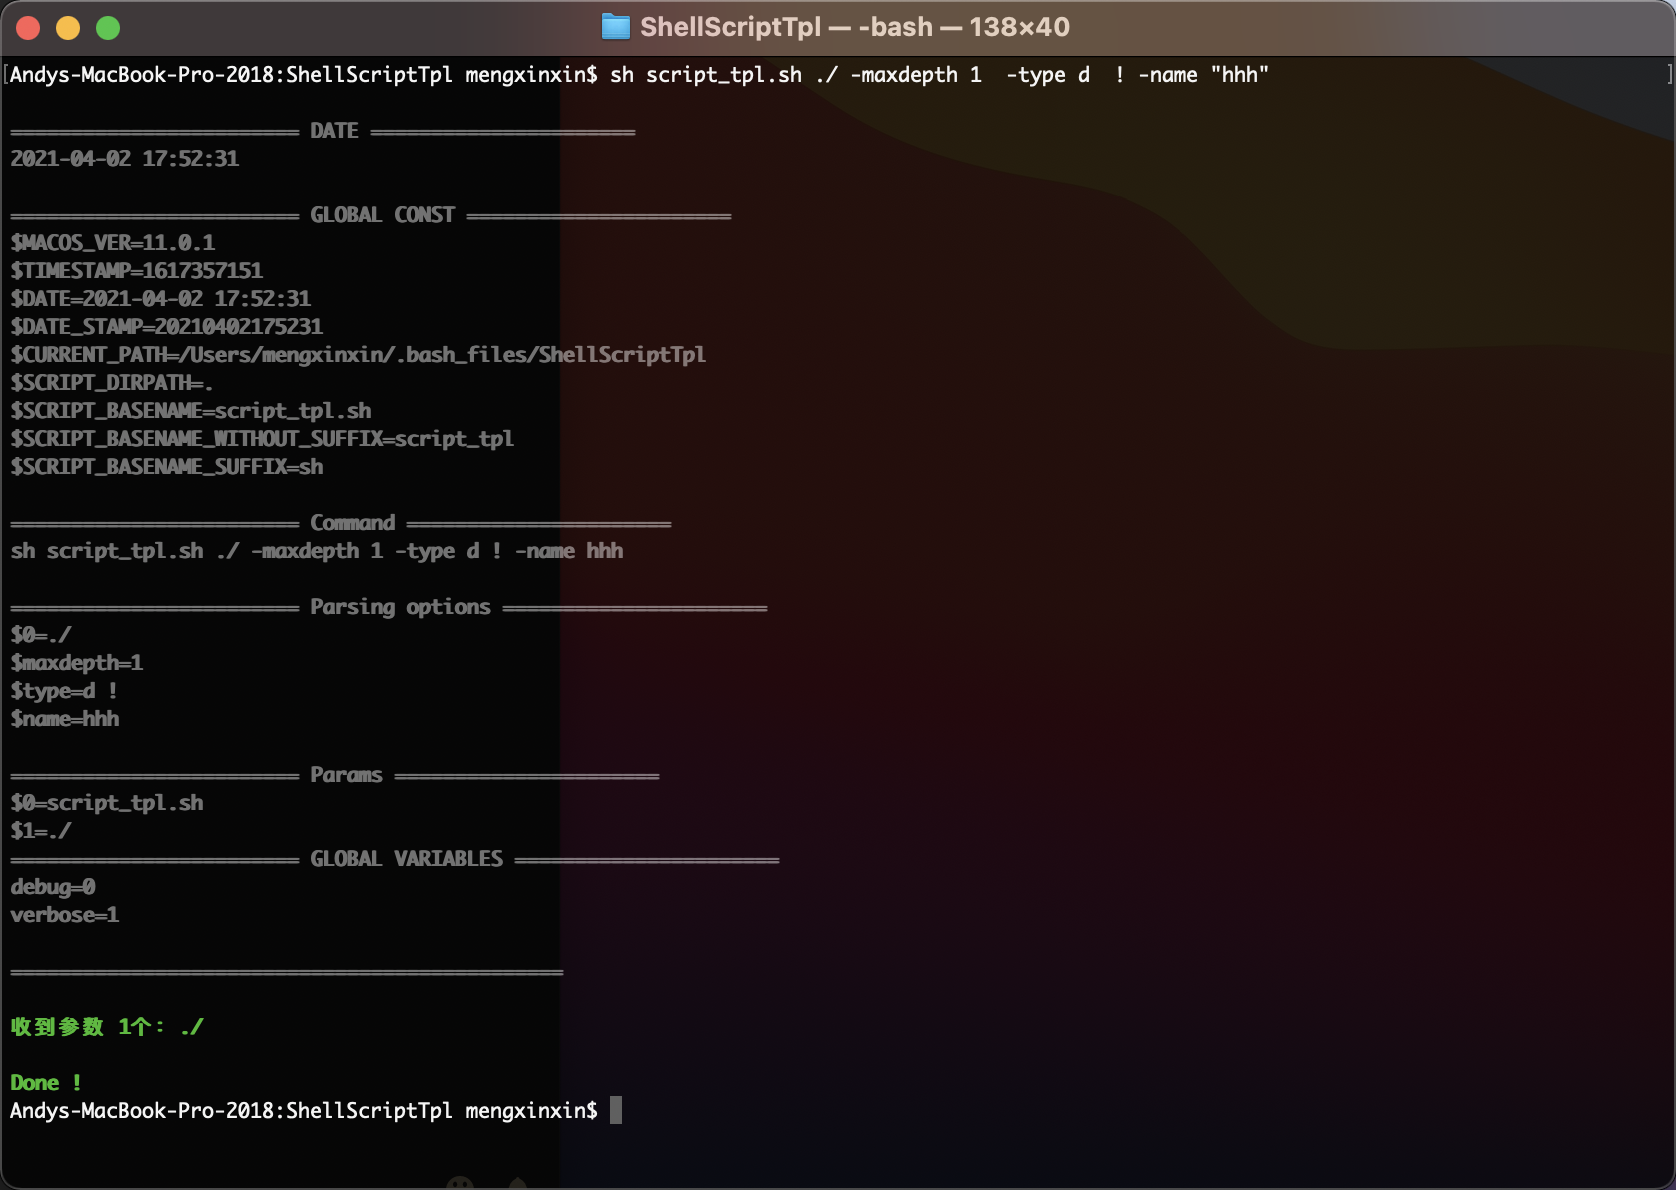 ShellScriptTpl — -bash — 138×40
[Andys-MacBook-Pro-2018:ShellScriptTpl mengxinxin$ sh script_tpl.sh ./ -maxdepth 1  -type d  ! -name "hhh" ]
════════════════════════ DATE ══════════════════════
2021-04-02 17:52:31
════════════════════════ GLOBAL CONST ══════════════════════
$MACOS_VER=11.0.1
$TIMESTAMP=1617357151
$DATE=2021-04-02 17:52:31
$DATE_STAMP=20210402175231
$CURRENT_PATH=/Users/mengxinxin/.bash_files/ShellScriptTpl
$SCRIPT_DIRPATH=.
$SCRIPT_BASENAME=script_tpl.sh
$SCRIPT_BASENAME_WITHOUT_SUFFIX=script_tpl
$SCRIPT_BASENAME_SUFFIX=sh
════════════════════════ Command ══════════════════════
sh script_tpl.sh ./ -maxdepth 1 -type d ! -name hhh
════════════════════════ Parsing options ══════════════════════
$0=./
$maxdepth=1
$type=d !
$name=hhh
════════════════════════ Params ══════════════════════
$0=script_tpl.sh
$1=./
════════════════════════ GLOBAL VARIABLES ══════════════════════
debug=0
verbose=1
══════════════════════════════════════════════
收到参数 1个: ./
Done !
Andys-MacBook-Pro-2018:ShellScriptTpl mengxinxin$